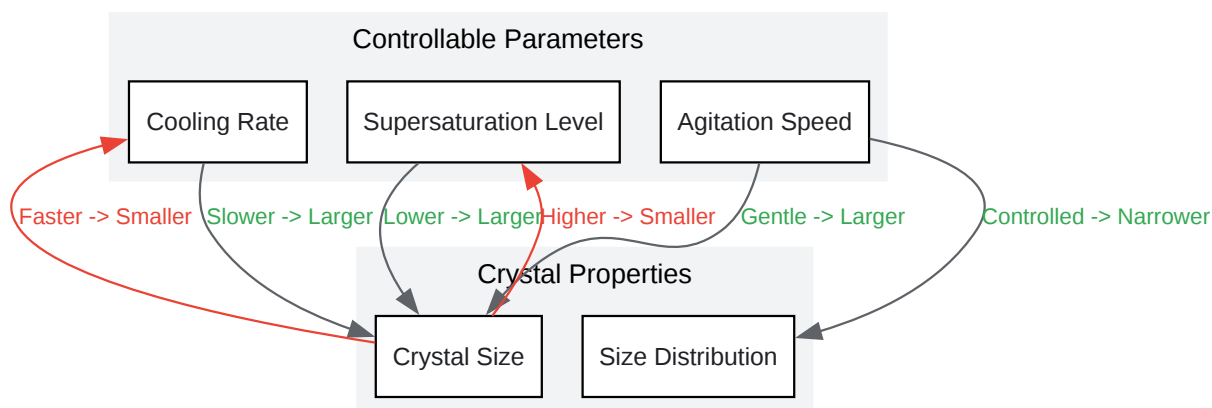 Controllable Parameters
Cooling Rate
Supersaturation Level
Agitation Speed
Faster -> Smaller
Slower -> Larger
Lower -> Larger
Higher -> Smaller
Gentle -> Larger
Controlled -> Narrower
Crystal Properties
Crystal Size
Size Distribution